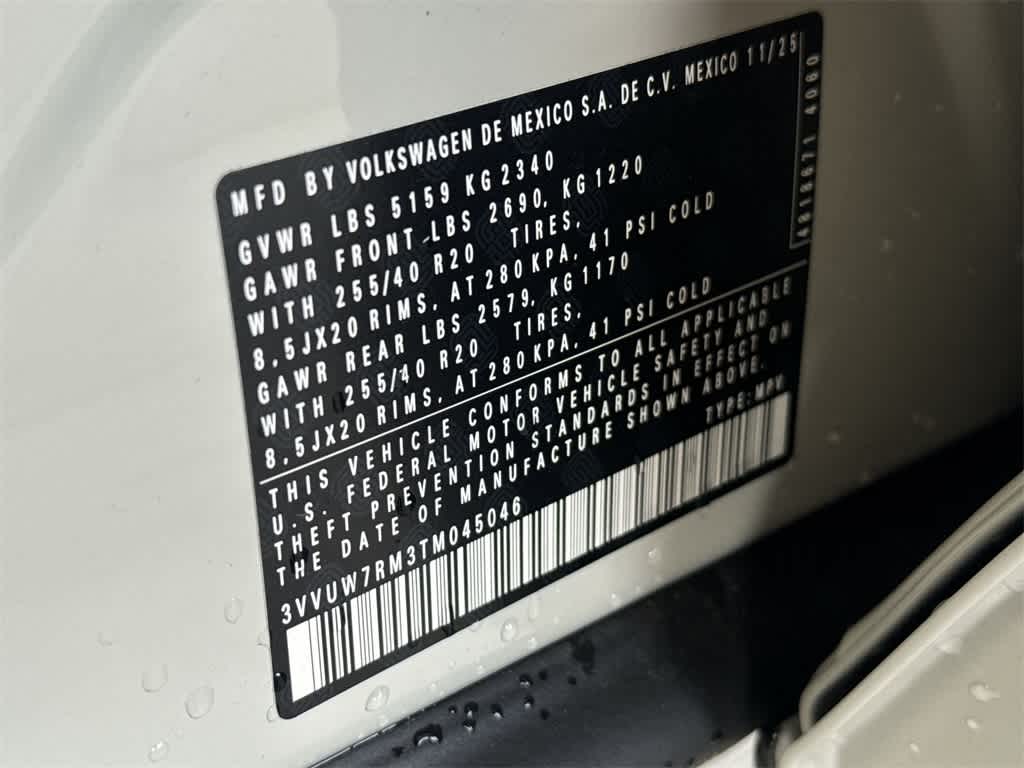 MFD BY VOLKSWAGEN DE MEXICO S.A. DE C.V. MEXICO 11/25
GVWR LBS 5159 KG 2340
GAWR FRONT LBS 2690, KG 1220
WITH 255/40 R20 TIRES,
8,5JX20 RIMS, AT 280 KPA, 41 PSI COLD
GAWR REAR LBS 2579, KG 1170
WITH 255/40 R20 TIRES,
8,5JX20 RIMS, AT 280 KPA, 41 PSI COLD
THIS VEHICLE CONFORMS TO ALL APPLICABLE
U.S. FEDERAL MOTOR VEHICLE SAFETY AND
THEFT PREVENTION STANDARDS IN EFFECT ON
THE DATE OF MANUFACTURE SHOWN ABOVE.
TYPE: MPV
3VVUW7RM3TM045046
4818671 4060